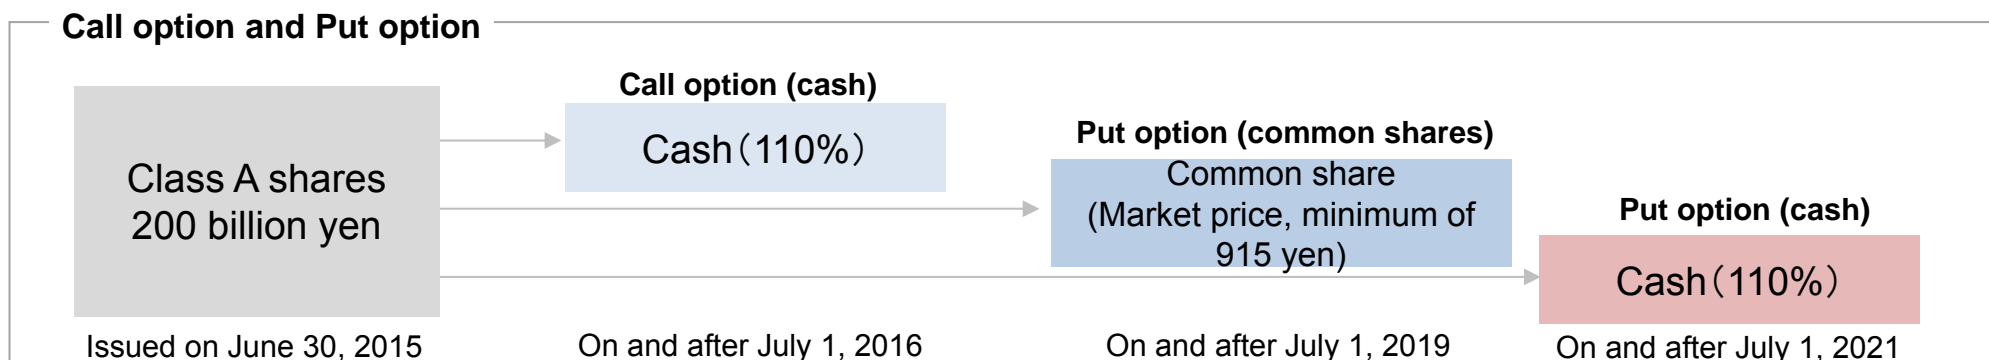 Call option and Put option
Class A shares
200 billion yen
Issued on June 30, 2015
Call option (cash)
Cash（110%）
On and after July 1, 2016
Put option (common shares)
Common share
(Market price, minimum of
915 yen)
On and after July 1, 2019
Put option (cash)
Cash（110%）
On and after July 1, 2021